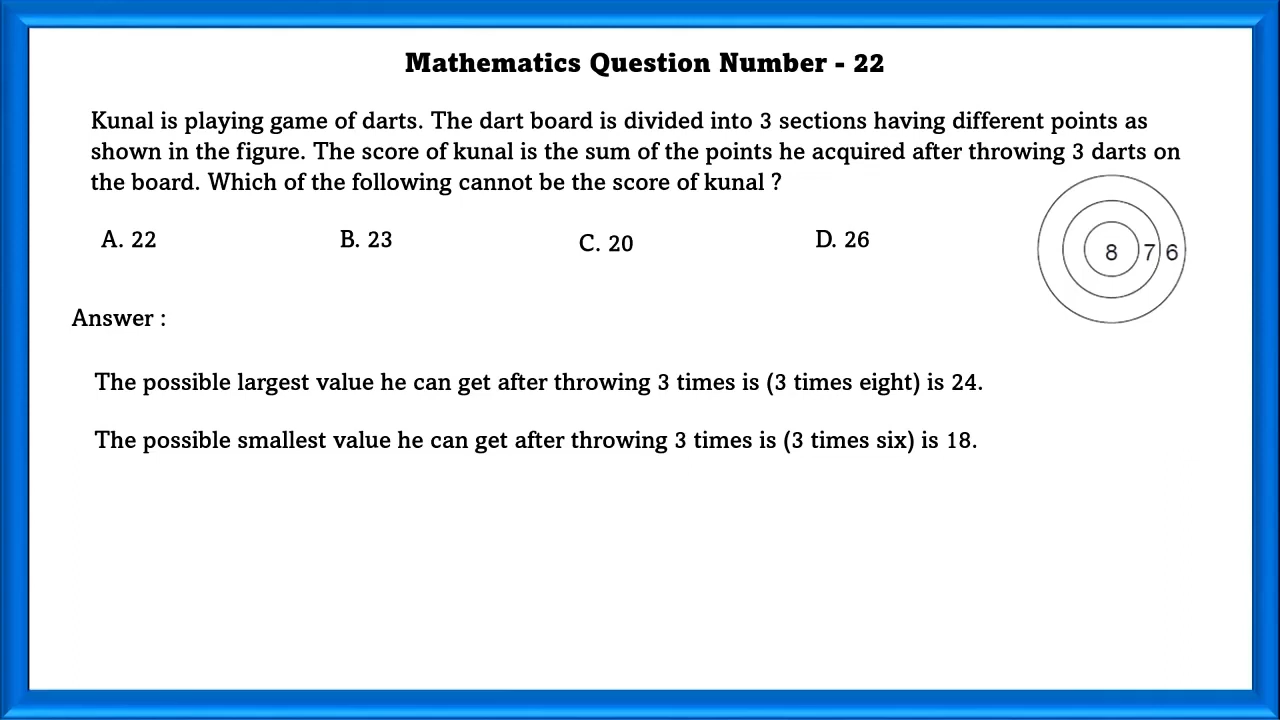 Mathematics Question Number - 22
Kunal is playing game of darts. The dart board is divided into 3 sections having different points as
shown in the figure. The score of kunal is the sum of the points he acquired after throwing 3 darts on
the board. Which of the following cannot be the score of kunal ?
A. 22 B. 23 C. 20 D. 26
8 7 6
Answer :
The possible largest value he can get after throwing 3 times is (3 times eight) is 24.
The possible smallest value he can get after throwing 3 times is (3 times six) is 18.